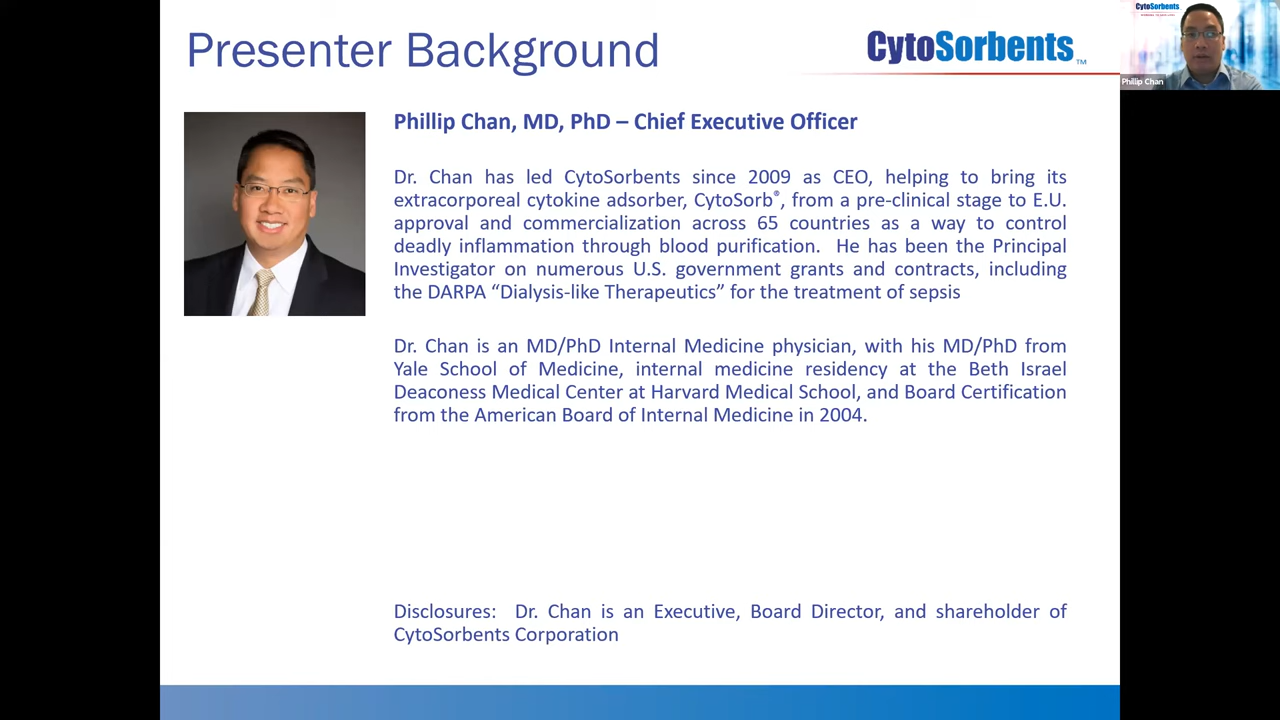 Presenter Background
CytoSorbents™
CytoSorbents
Phillip Chan
Phillip Chan, MD, PhD – Chief Executive Officer
Dr. Chan has led CytoSorbents since 2009 as CEO, helping to bring its
extracorporeal cytokine adsorber, CytoSorb®, from a pre-clinical stage to E.U.
approval and commercialization across 65 countries as a way to control
deadly inflammation through blood purification.  He has been the Principal
Investigator on numerous U.S. government grants and contracts, including
the DARPA “Dialysis-like Therapeutics” for the treatment of sepsis
Dr. Chan is an MD/PhD Internal Medicine physician, with his MD/PhD from
Yale School of Medicine, internal medicine residency at the Beth Israel
Deaconess Medical Center at Harvard Medical School, and Board Certification
from the American Board of Internal Medicine in 2004.
Disclosures:  Dr. Chan is an Executive, Board Director, and shareholder of
CytoSorbents Corporation